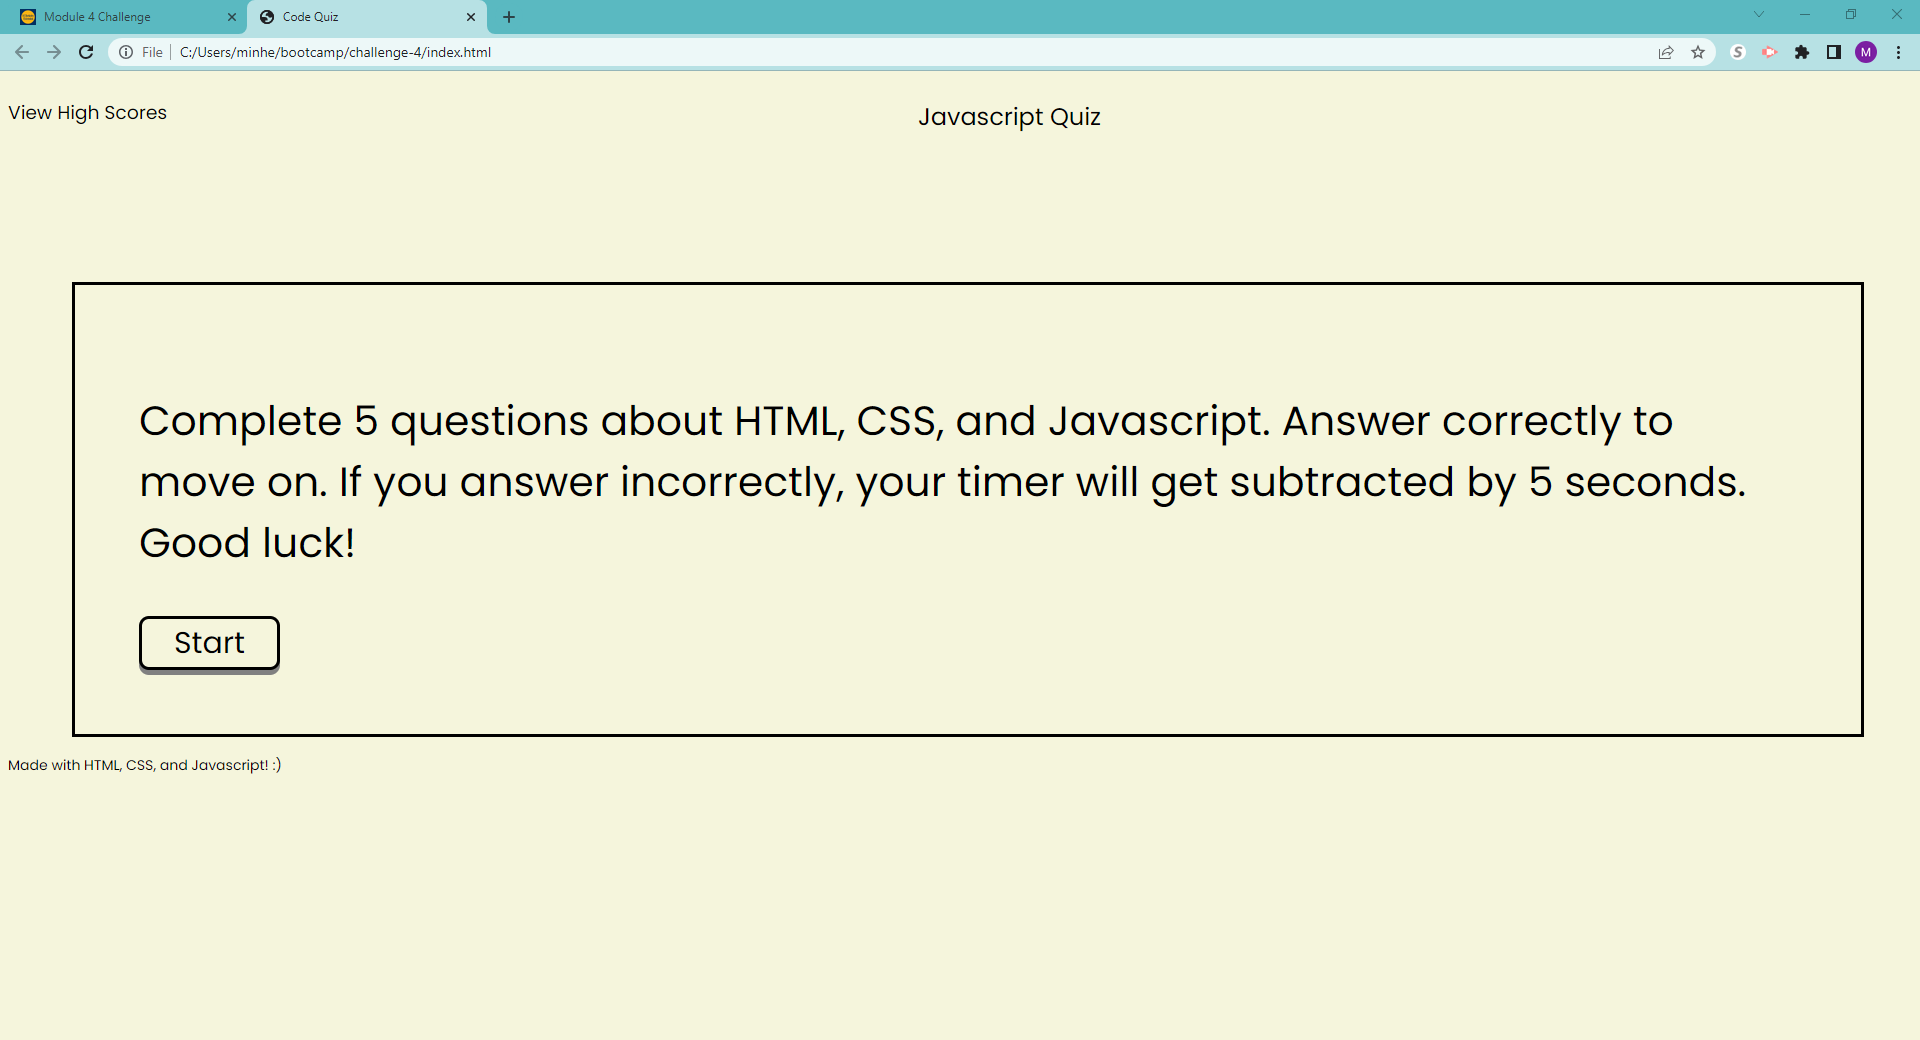 Module 4 Challenge
Code Quiz
File
C:/Users/minhe/bootcamp/challenge-4/index.html
S
M
View High Scores
Javascript Quiz
Complete 5 questions about HTML, CSS, and Javascript. Answer correctly to
move on. If you answer incorrectly, your timer will get subtracted by 5 seconds.
Good luck!
Start
Made with HTML, CSS, and Javascript! :)